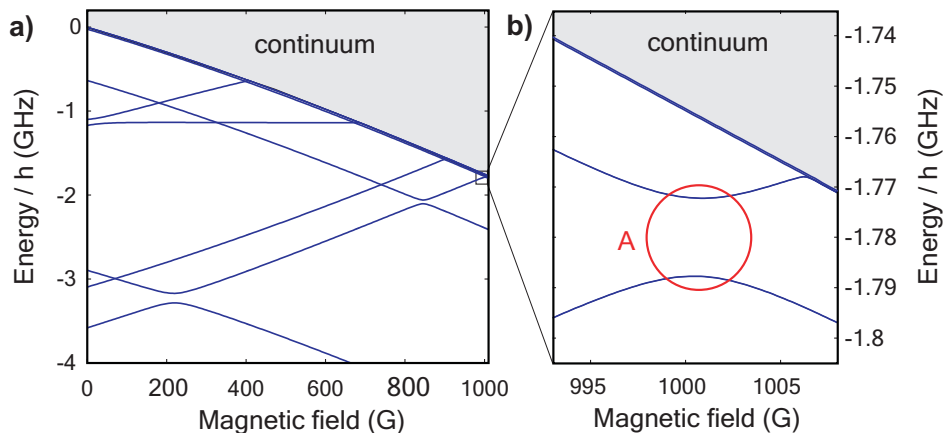 a)
continuum
Energy / h (GHz)
0
-1
-2
-3
-4
0
200
400
600
800
1000
Magnetic field (G)
b)
continuum
A
-1.74
-1.75
-1.76
-1.77
-1.78
-1.79
-1.8
Energy / h (GHz)
995
1000
1005
Magnetic field (G)